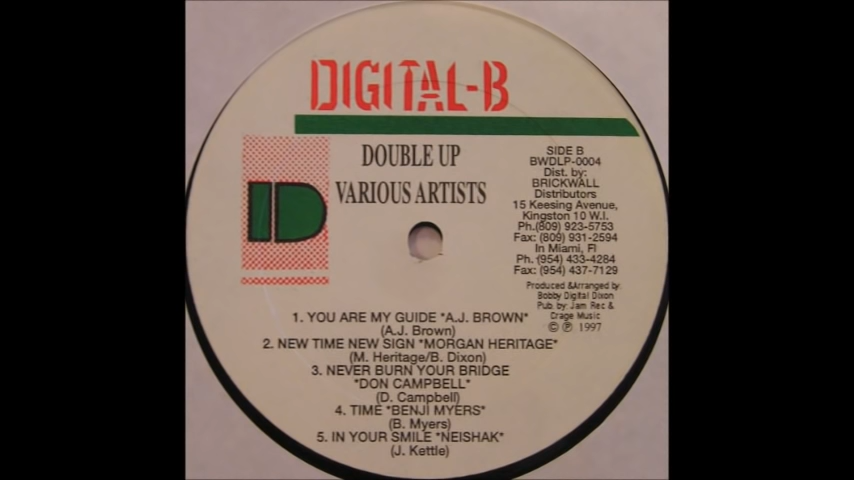 DIGITAL-B
DOUBLE UP
VARIOUS ARTISTS
SIDE B
BWDLP-0004
Dist. by:
BRICKWALL
Distributors
15 Keesing Avenue,
Kingston 10 W.I.
Ph.(809) 923-5753
Fax: (809) 931-2594
In Miami, Fl
Ph. (954) 433-4284
Fax: (954) 437-7129
Produced &Arranged by:
Bobby Digital Dixon
Pub. by: Jam Rec &
Crage Music
© ℗ 1997
D
1. YOU ARE MY GUIDE *A.J. BROWN*
(A.J. Brown)
2. NEW TIME NEW SIGN *MORGAN HERITAGE*
(M. Heritage/B. Dixon)
3. NEVER BURN YOUR BRIDGE
*DON CAMPBELL*
(D. Campbell)
4. TIME *BENJI MYERS*
(B. Myers)
5. IN YOUR SMILE *NEISHAK*
(J. Kettle)